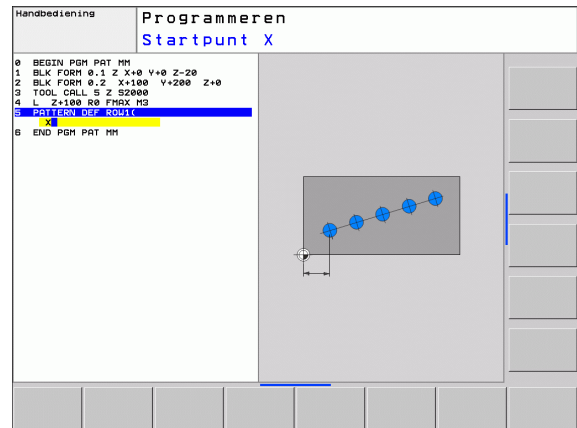 Handbediening
Programmeren
Startpunt X
0 BEGIN PGM PAT MM
1 BLK FORM 0.1 Z X+0 Y+0 Z-20
2 BLK FORM 0.2 X+100 Y+200 Z+0
3 TOOL CALL 5 Z S2000
4 L Z+100 R0 FMAX M3
5 PATTERN DEF ROW1(
X
6 END PGM PAT MM